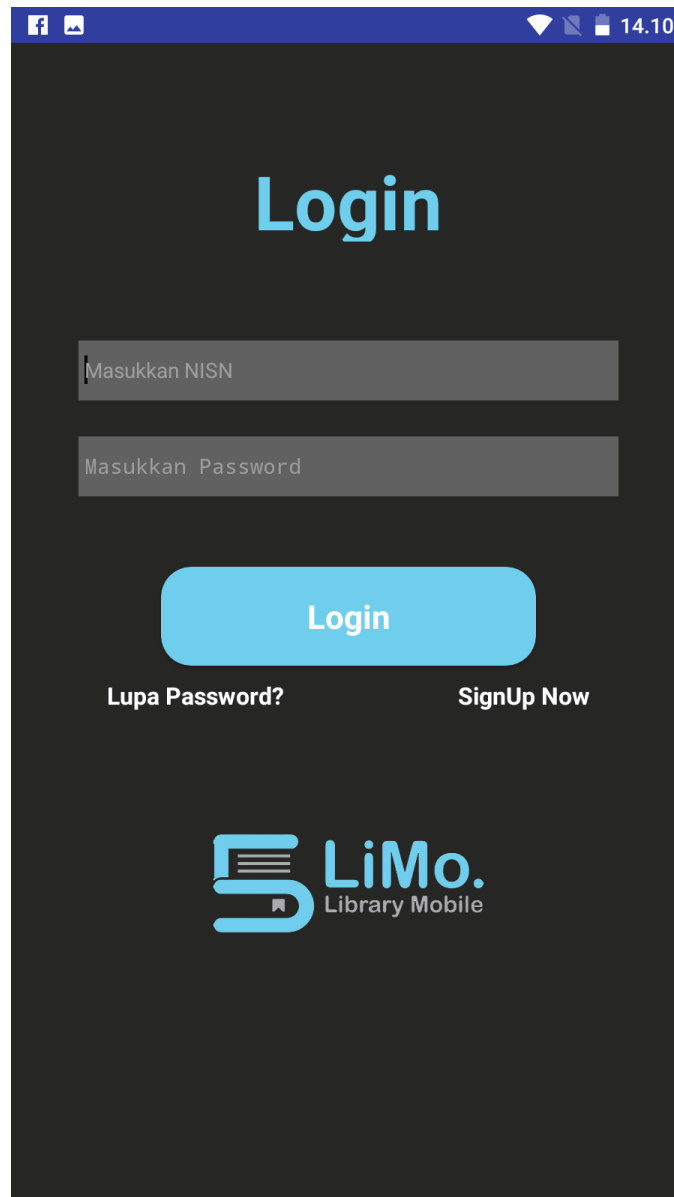 14.10
Login
Masukkan NISN
Masukkan Password
Login
Lupa Password? SignUp Now
LiMo.
Library Mobile